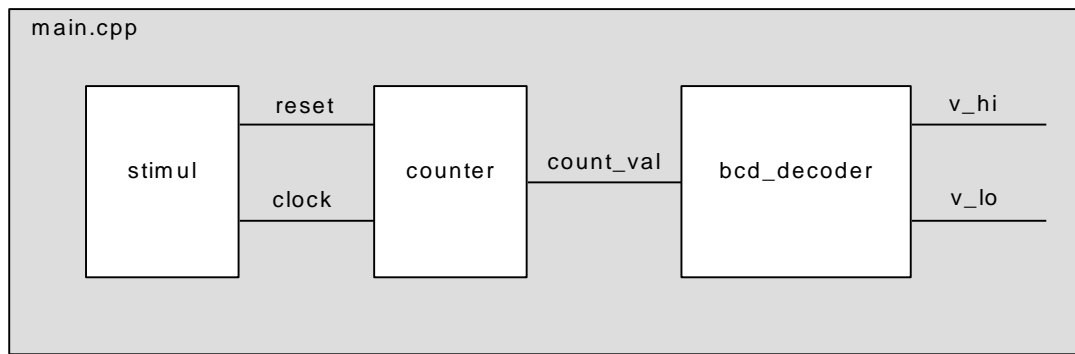 main.cpp
reset
v_hi
stimul
counter
count_val
bcd_decoder
clock
v_lo